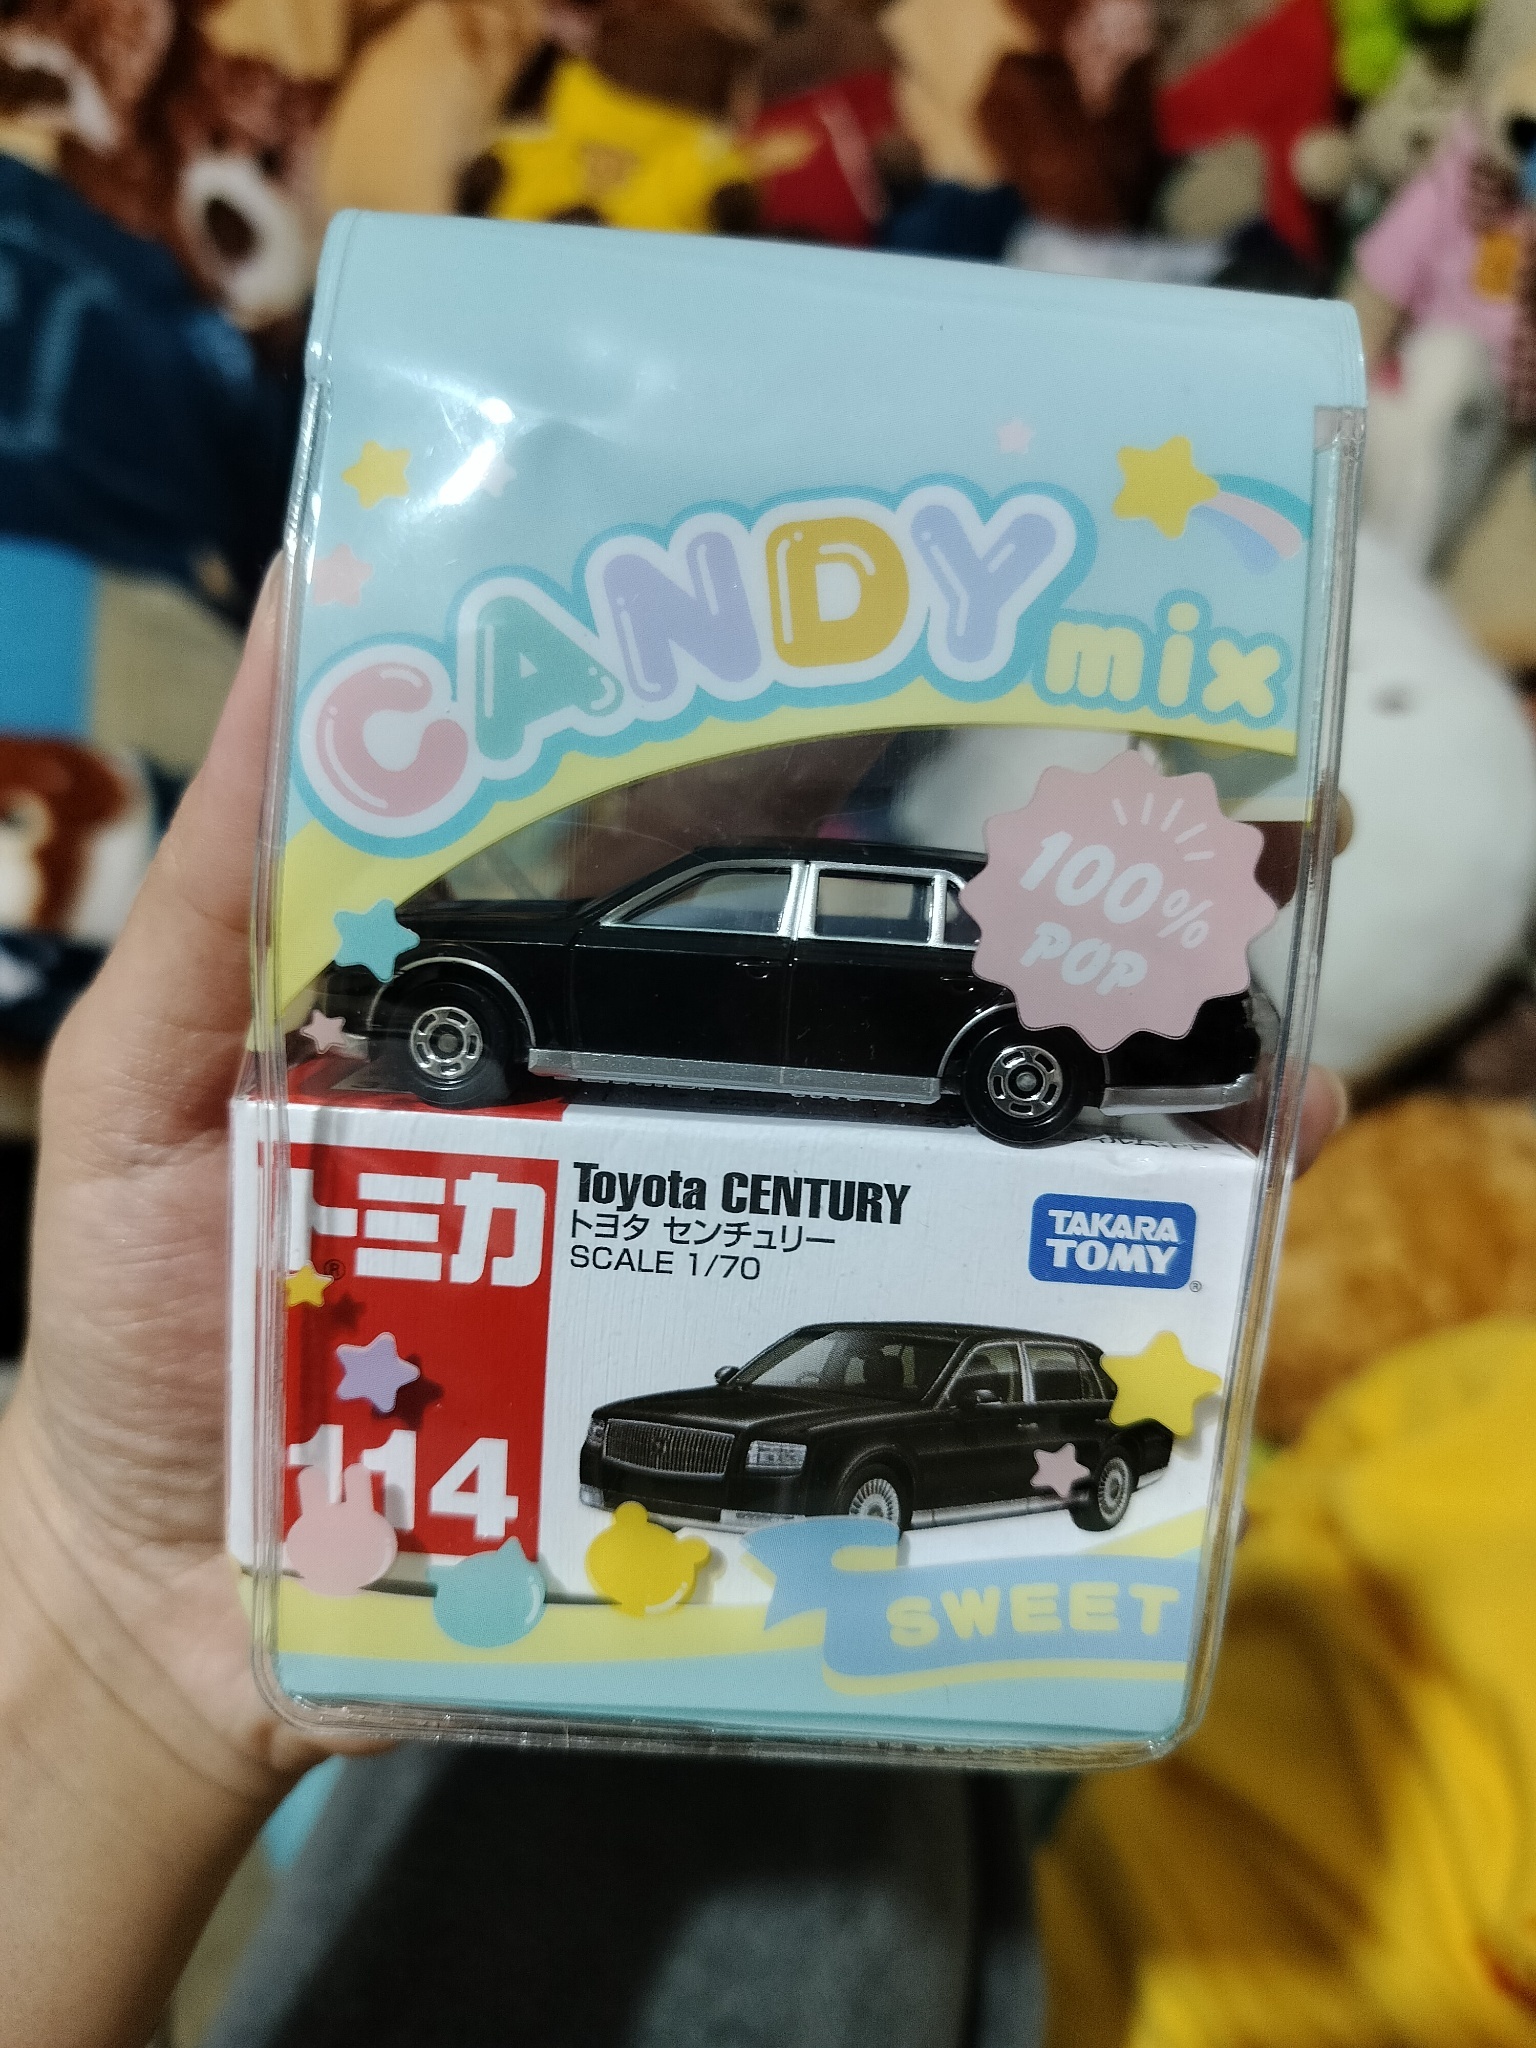 CANDY mix
100%
POP
トミカ
®
Toyota CENTURY
トヨタ センチュリー
SCALE 1/70
TAKARA
TOMY
®
114
SWEET